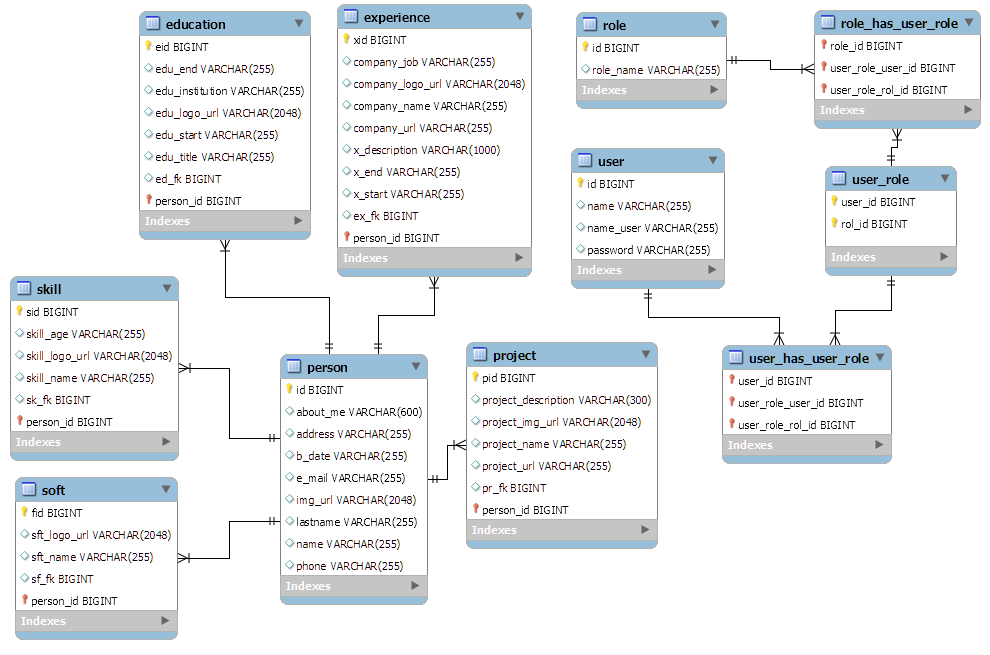 education
eid BIGINT
edu_end VARCHAR(255)
edu_institution VARCHAR(255)
edu_logo_url VARCHAR(2048)
edu_start VARCHAR(255)
edu_title VARCHAR(255)
ed_fk BIGINT
person_id BIGINT
Indexes
experience
xid BIGINT
company_job VARCHAR(255)
company_logo_url VARCHAR(2048)
company_name VARCHAR(255)
company_url VARCHAR(255)
x_description VARCHAR(1000)
x_end VARCHAR(255)
x_start VARCHAR(255)
ex_fk BIGINT
person_id BIGINT
Indexes
role
id BIGINT
role_name VARCHAR(255)
Indexes
role_has_user_role
role_id BIGINT
user_role_user_id BIGINT
user_role_rol_id BIGINT
Indexes
user
id BIGINT
name VARCHAR(255)
name_user VARCHAR(255)
password VARCHAR(255)
Indexes
user_role
user_id BIGINT
rol_id BIGINT
Indexes
skill
sid BIGINT
skill_age VARCHAR(255)
skill_logo_url VARCHAR(2048)
skill_name VARCHAR(255)
sk_fk BIGINT
person_id BIGINT
Indexes
person
id BIGINT
about_me VARCHAR(600)
address VARCHAR(255)
b_date VARCHAR(255)
e_mail VARCHAR(255)
img_url VARCHAR(2048)
lastname VARCHAR(255)
name VARCHAR(255)
phone VARCHAR(255)
Indexes
project
pid BIGINT
project_description VARCHAR(300)
project_img_url VARCHAR(2048)
project_name VARCHAR(255)
project_url VARCHAR(255)
pr_fk BIGINT
person_id BIGINT
Indexes
user_has_user_role
user_id BIGINT
user_role_user_id BIGINT
user_role_rol_id BIGINT
Indexes
soft
fid BIGINT
sft_logo_url VARCHAR(2048)
sft_name VARCHAR(255)
sf_fk BIGINT
person_id BIGINT
Indexes